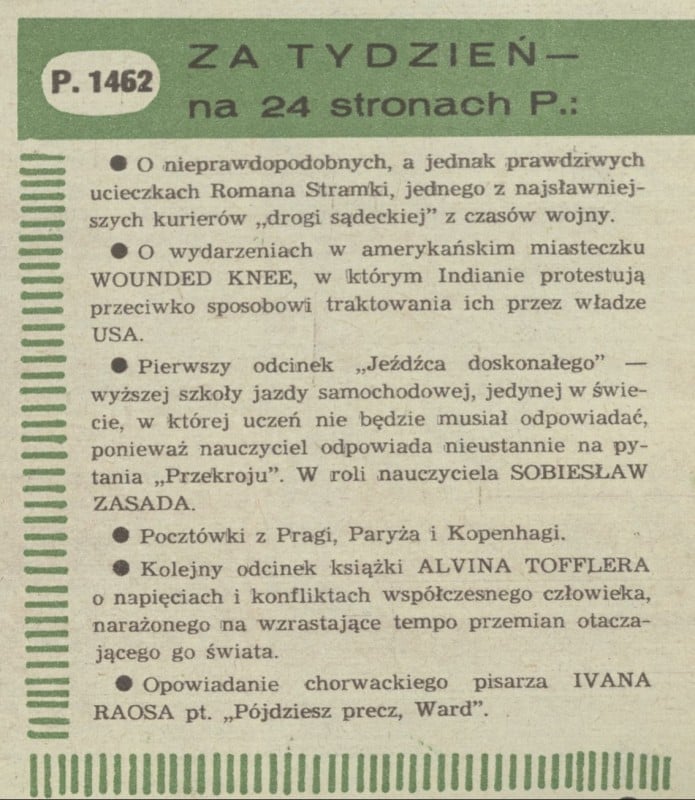 P. 1462
ZA TYDZIEŃ—
na 24 stronach P.:
● O nieprawdopodobnych, a jednak prawdziwych
ucieczkach Romana Stramki, jednego z najsławniej-
szych kurierów „drogi sądeckiej” z czasów wojny.
● O wydarzeniach w amerykańskim miasteczku
WOUNDED KNEE, w którym Indianie protestują
przeciwko sposobowi traktowania ich przez władze
USA.
● Pierwszy odcinek „Jeźdźca doskonałego” —
wyższej szkoły jazdy samochodowej, jedynej w świe-
cie, w której uczeń nie będzie musiał odpowiadać,
ponieważ nauczyciel odpowiada nieustannie na py-
tania „Przekroju”. W roli nauczyciela SOBIESŁAW
ZASADA.
● Pocztówki z Pragi, Paryża i Kopenhagi.
● Kolejny odcinek książki ALVINA TOFFLERA
o napięciach i konfliktach współczesnego człowieka,
narażonego na wzrastające tempo przemian otacza-
jącego go świata.
● Opowiadanie chorwackiego pisarza IVANA
RAOSA pt. „Pójdziesz precz, Ward”.